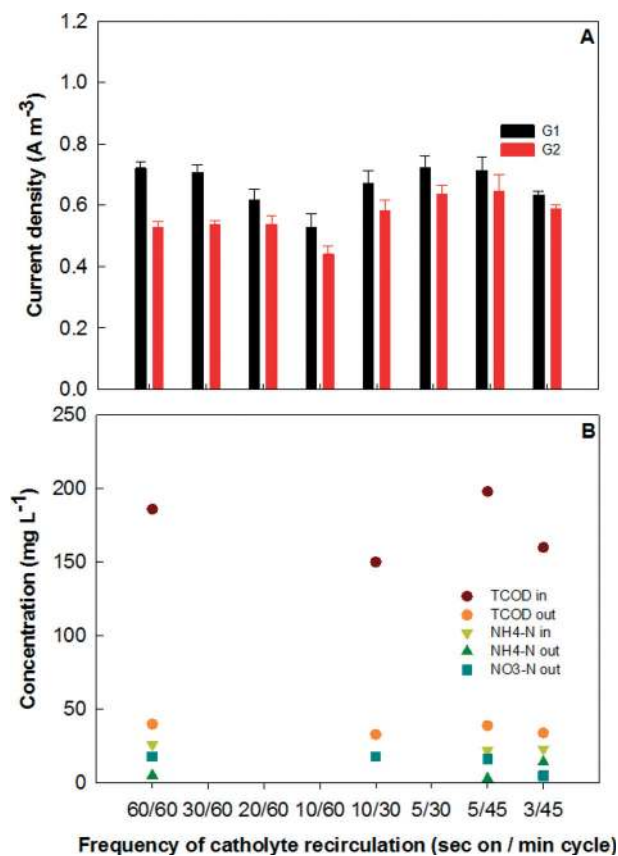 A
Current density (A m-3)
1.2
1.0
0.8
0.6
0.4
0.2
0.0
G1
G2
B
Concentration (mg L-1)
250
200
150
100
50
0
TCOD in
TCOD out
NH4-N in
NH4-N out
NO3-N out
60/60 30/60 20/60 10/60 10/30 5/30 5/45 3/45
Frequency of catholyte recirculation (sec on / min cycle)